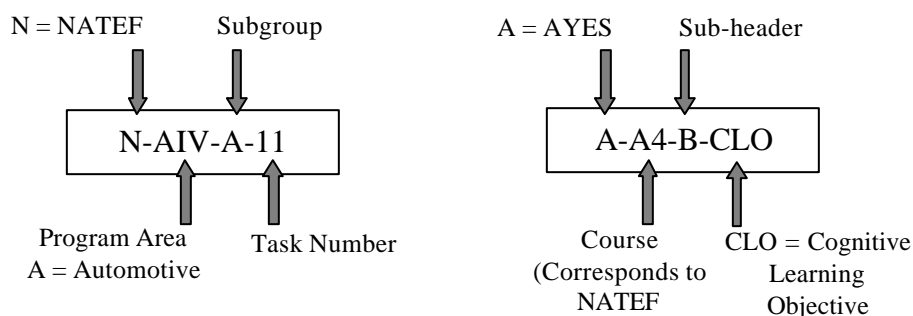 N = NATEF
Subgroup
N-AIV-A-11
Program Area
A = Automotive
Task Number
A = AYES
Sub-header
A-A4-B-CLO
Course
(Corresponds to
NATEF
CLO = Cognitive
Learning
Objective